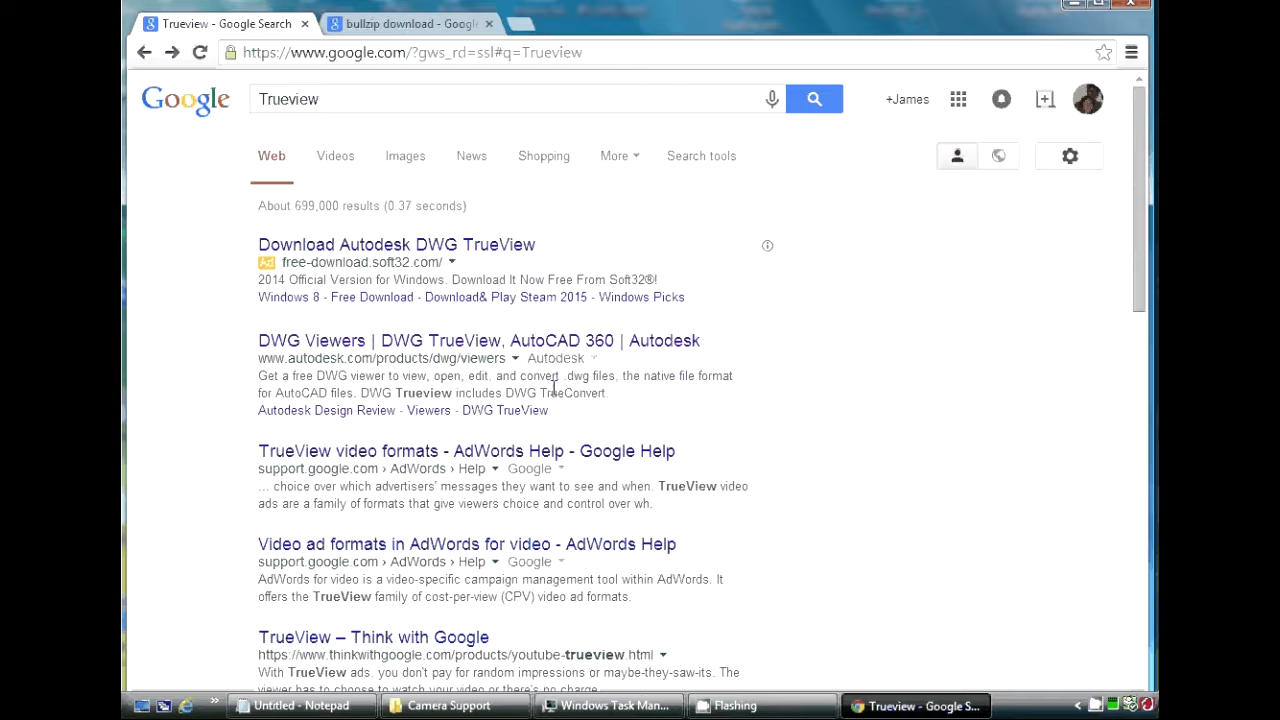 Trueview - Google Search
bullzip download - Google
https://www.google.com/?gws_rd=ssl#q=Trueview
Google
Trueview
+James
Web
Videos
Images
News
Shopping
More
Search tools
About 699,000 results (0.37 seconds)
Download Autodesk DWG TrueView
Ad free-download.soft32.com/
2014 Official Version for Windows. Download It Now Free From Soft32®!
Windows 8 - Free Download - Download& Play Steam 2015 - Windows Picks
DWG Viewers | DWG TrueView, AutoCAD 360 | Autodesk
www.autodesk.com/products/dwg/viewers Autodesk
Get a free DWG viewer to view, open, edit, and convert .dwg files, the native file format
for AutoCAD files. DWG Trueview includes DWG TrueConvert.
Autodesk Design Review - Viewers - DWG TrueView
TrueView video formats - AdWords Help - Google Help
support.google.com › AdWords › Help Google
... choice over which advertisers' messages they want to see and when. TrueView video
ads are a family of formats that give viewers choice and control over wh.
Video ad formats in AdWords for video - AdWords Help
support.google.com › AdWords › Help Google
AdWords for video is a video-specific campaign management tool within AdWords. It
offers the TrueView family of cost-per-view (CPV) video ad formats.
TrueView – Think with Google
https://www.thinkwithgoogle.com/products/youtube-trueview.html
With TrueView ads, you don't pay for random impressions or maybe-they-saw-its. The
viewer has to choose to watch your video or there's no charge.
Untitled - Notepad
Camera Support
Windows Task Man...
Flashing
Trueview - Google S...